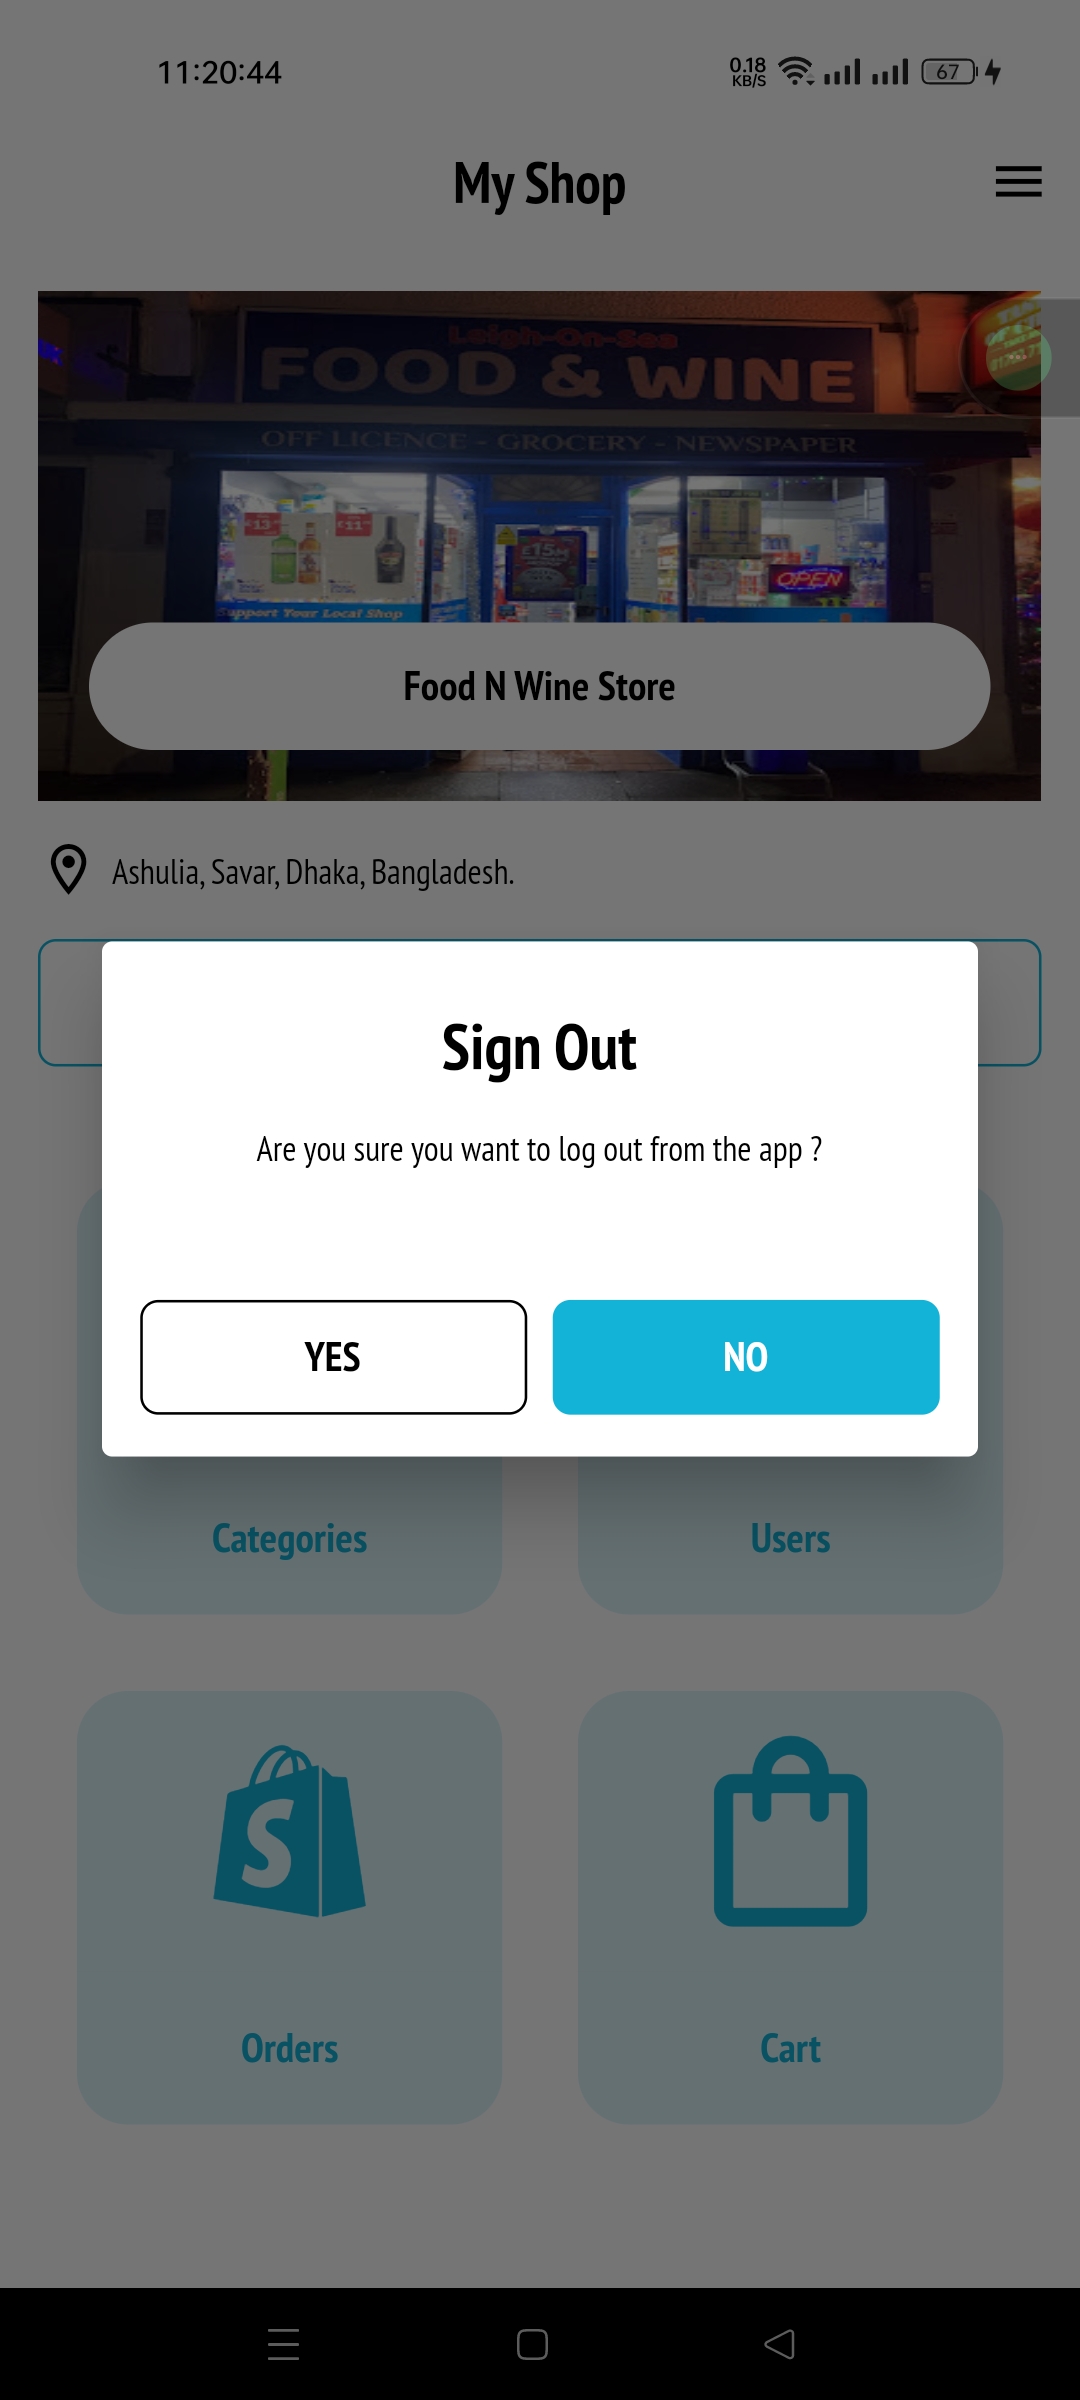 11:20:44
0.18
KB/S
67
My Shop
Leigh-On-Sea
FOOD & WINE
OFF LICENCE - GROCERY - NEWSPAPER
£15M
OPEN
Support Your Local Shop
Food N Wine Store
Ashulia, Savar, Dhaka, Bangladesh.
Sign Out
Are you sure you want to log out from the app ?
YES
NO
Categories
Users
S
Orders
Cart